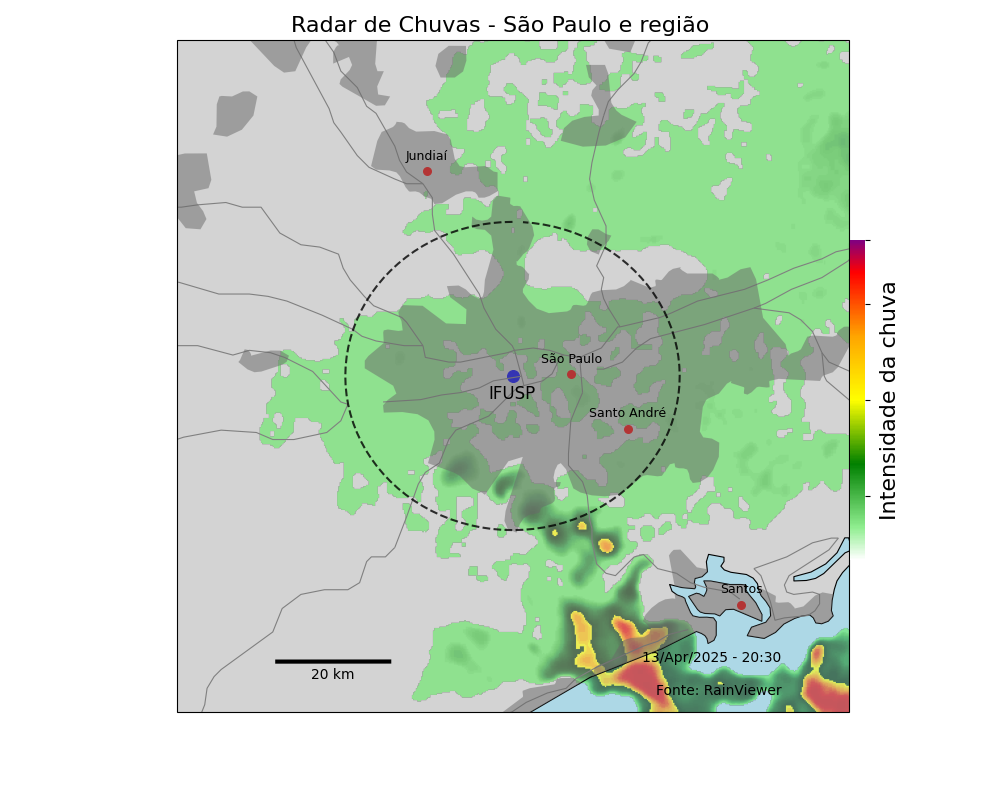 Radar de Chuvas - São Paulo e região
Jundiaí
São Paulo
IFUSP
Santo André
Intensidade da chuva
Santos
13/Apr/2025 - 20:30
20 km
Fonte: RainViewer